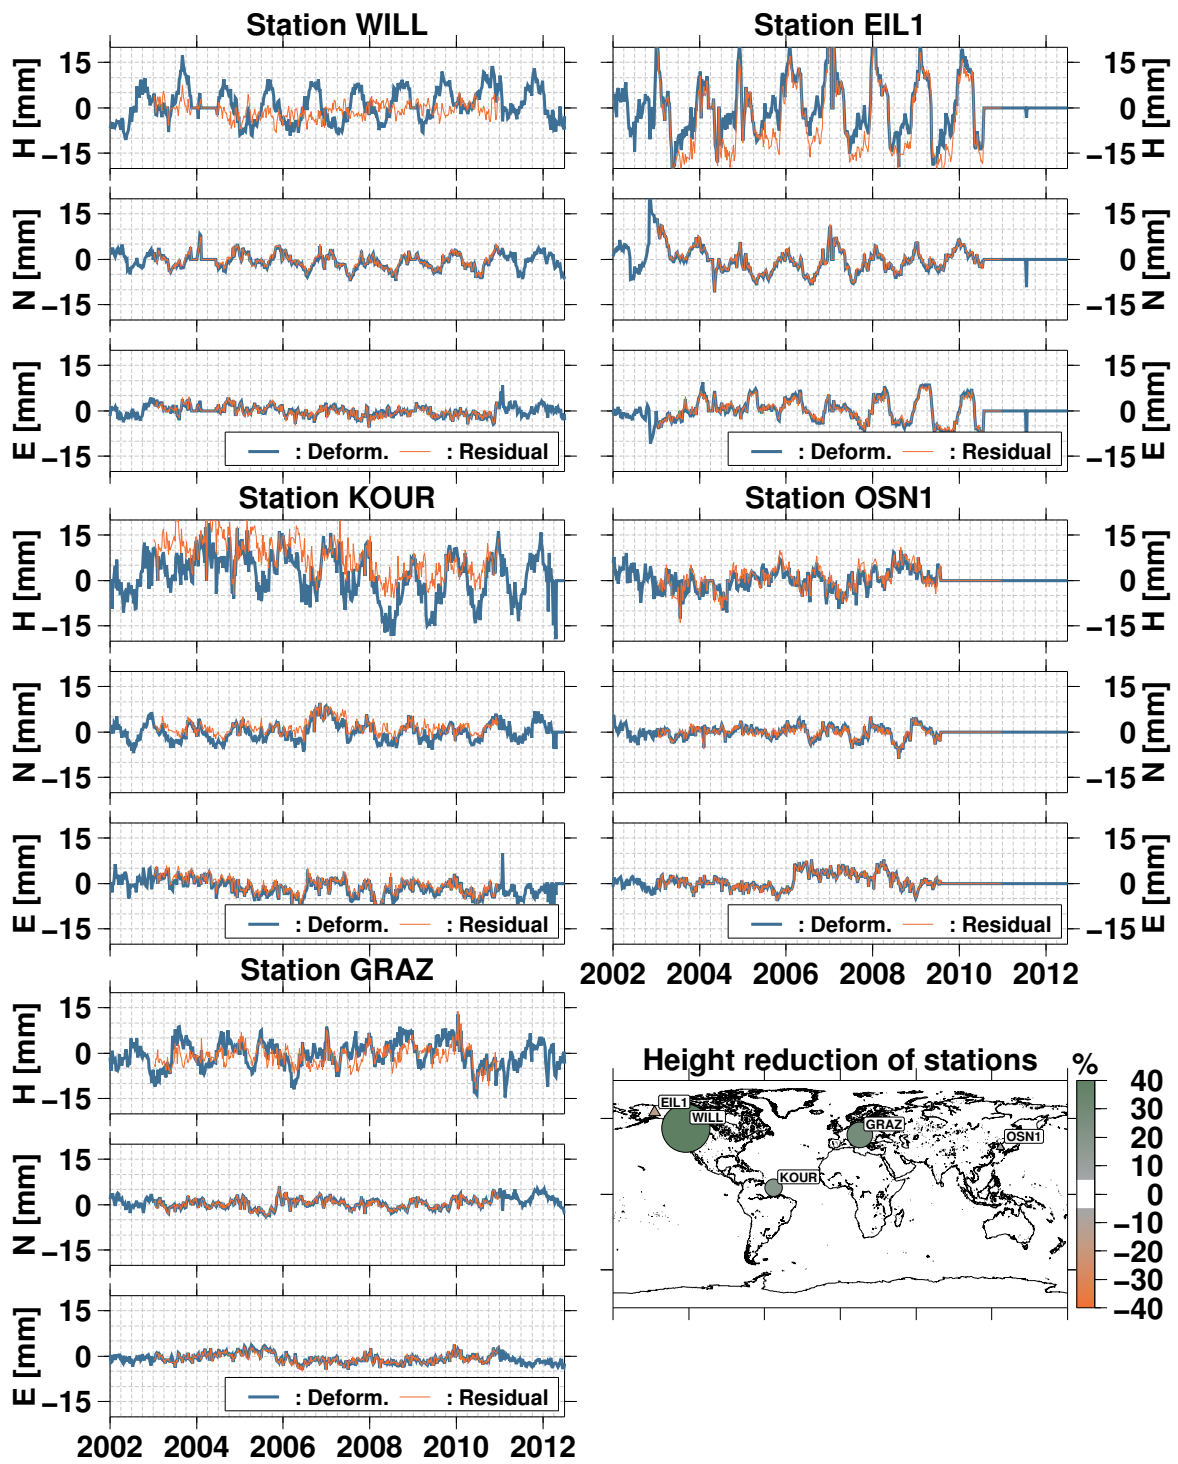 Station WILL
15
0
−15
H [mm]
15
0
−15
N [mm]
15
0
−15
E [mm]
: Deform.
: Residual
Station EIL1
15
0
−15
H [mm]
15
0
−15
N [mm]
15
0
−15
E [mm]
: Deform.
: Residual
Station KOUR
15
0
−15
H [mm]
15
0
−15
N [mm]
15
0
−15
E [mm]
: Deform.
: Residual
Station OSN1
15
0
−15
H [mm]
15
0
−15
N [mm]
15
0
−15
E [mm]
: Deform.
: Residual
2002 2004 2006 2008 2010 2012
Station GRAZ
15
0
−15
H [mm]
15
0
−15
N [mm]
15
0
−15
E [mm]
: Deform.
: Residual
2002 2004 2006 2008 2010 2012
Height reduction of stations
%
EIL1
WILL
GRAZ
OSN1
KOUR
40
30
20
10
0
−10
−20
−30
−40